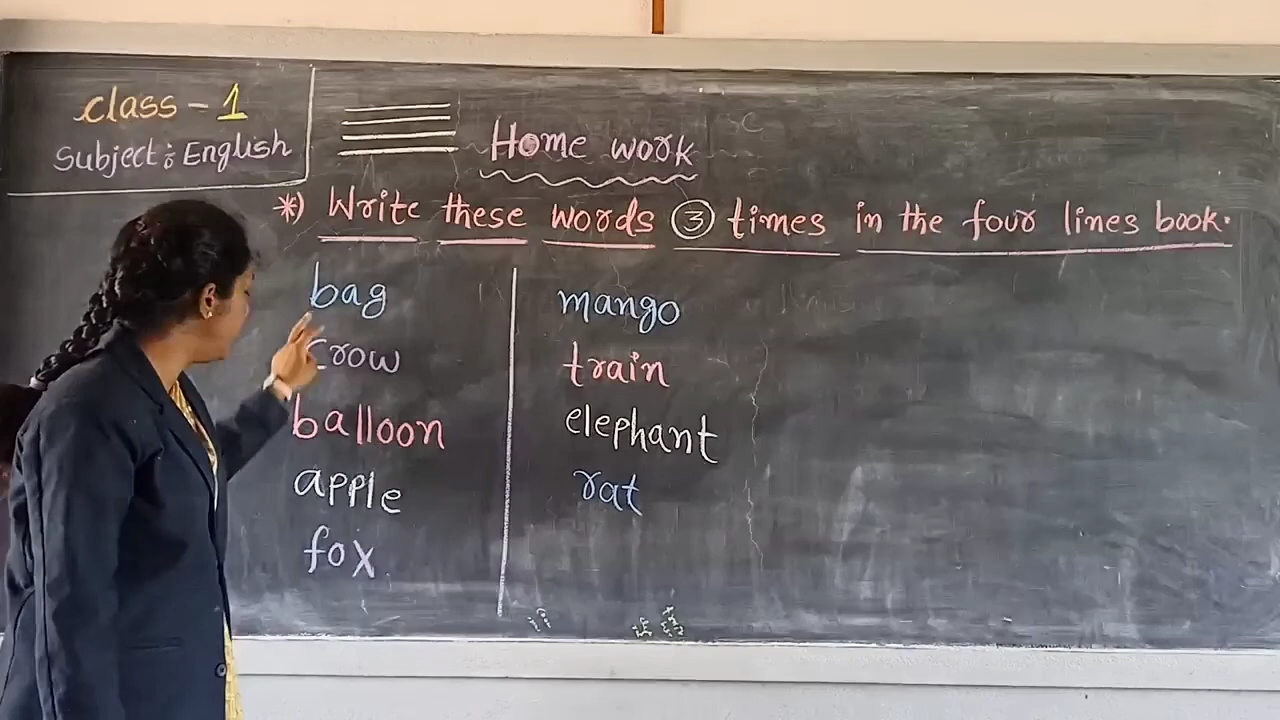 class - 1
Subject : English
Home work
*) Write these words 3 times in the four lines book.
bag
crow
balloon
apple
fox
mango
train
elephant
rat